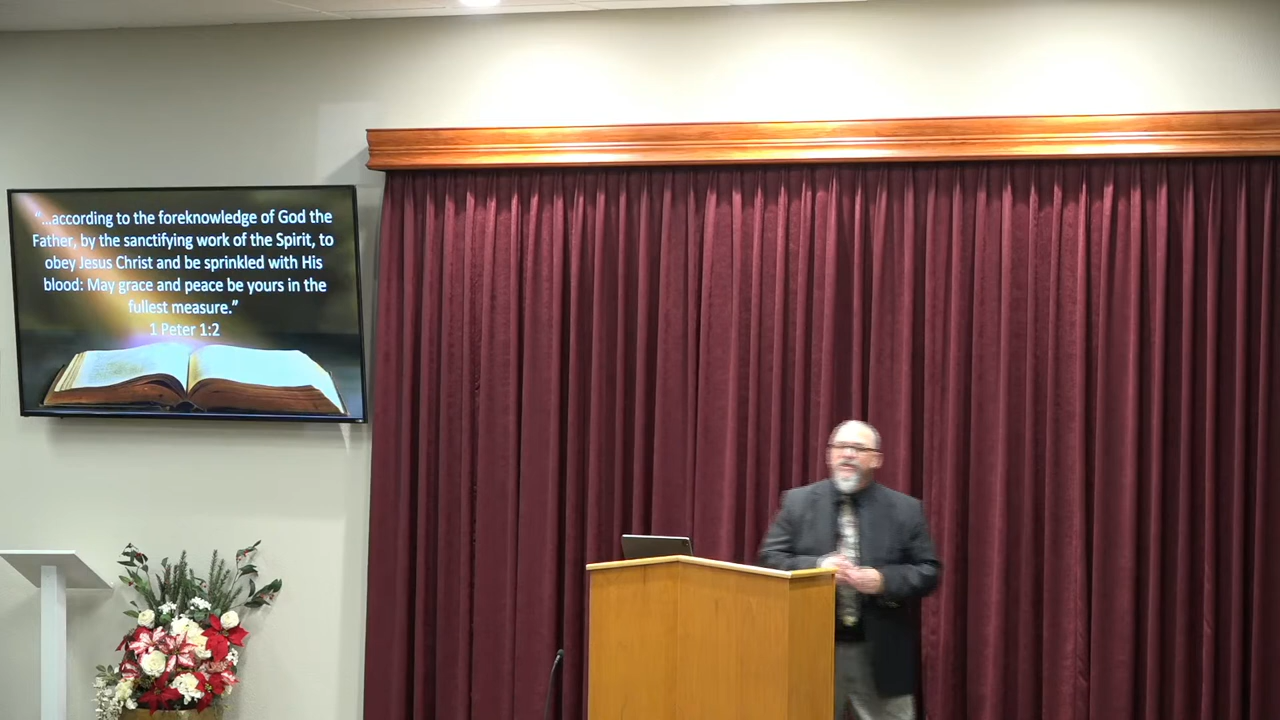 “...according to the foreknowledge of God the
Father, by the sanctifying work of the Spirit, to
obey Jesus Christ and be sprinkled with His
blood: May grace and peace be yours in the
fullest measure.”
1 Peter 1:2